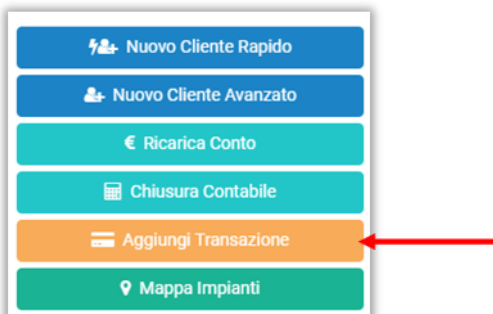 Nuovo Cliente Rapido
Nuovo Cliente Avanzato
€ Ricarica Conto
Chiusura Contabile
Aggiungi Transazione
Mappa Impianti